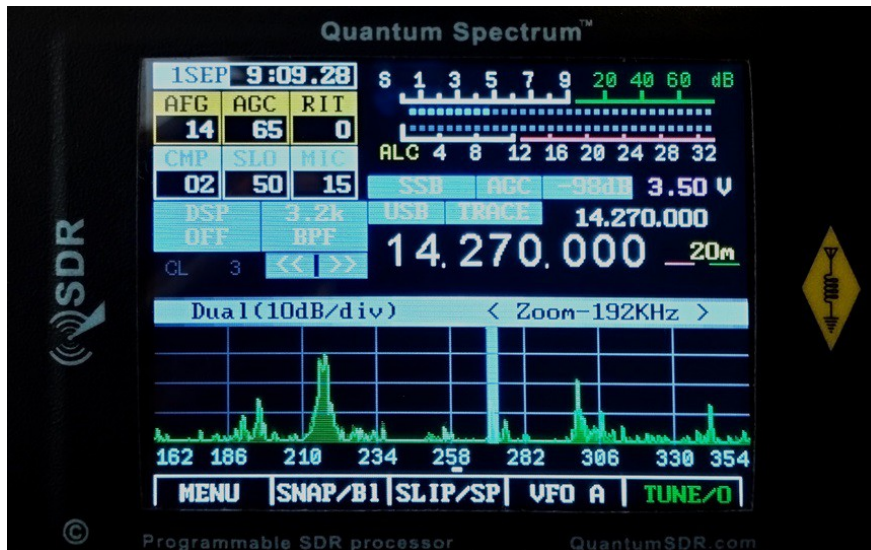 Quantum Spectrum™
1SEP 9:09.28
S 1 3 5 7 9 20 40 60 dB
AFG AGC RIT
14 65 0
ALC 4 8 12 16 20 24 28 32
CMP SLO MIC
02 50 15
SSB AGC -98dB 3.50 V
DSP OFF
3.2k BPF
USB TRACE 14.270.000
14.270.000 20m
CL 3 << >>
SDR
Dual(10dB/div) < Zoom-192KHz >
162 186 210 234 258 282 306 330 354
MENU SNAP/B1 SLIP/SP VFO A TUNE/O
© Programmable SDR processor QuantumSDR.com